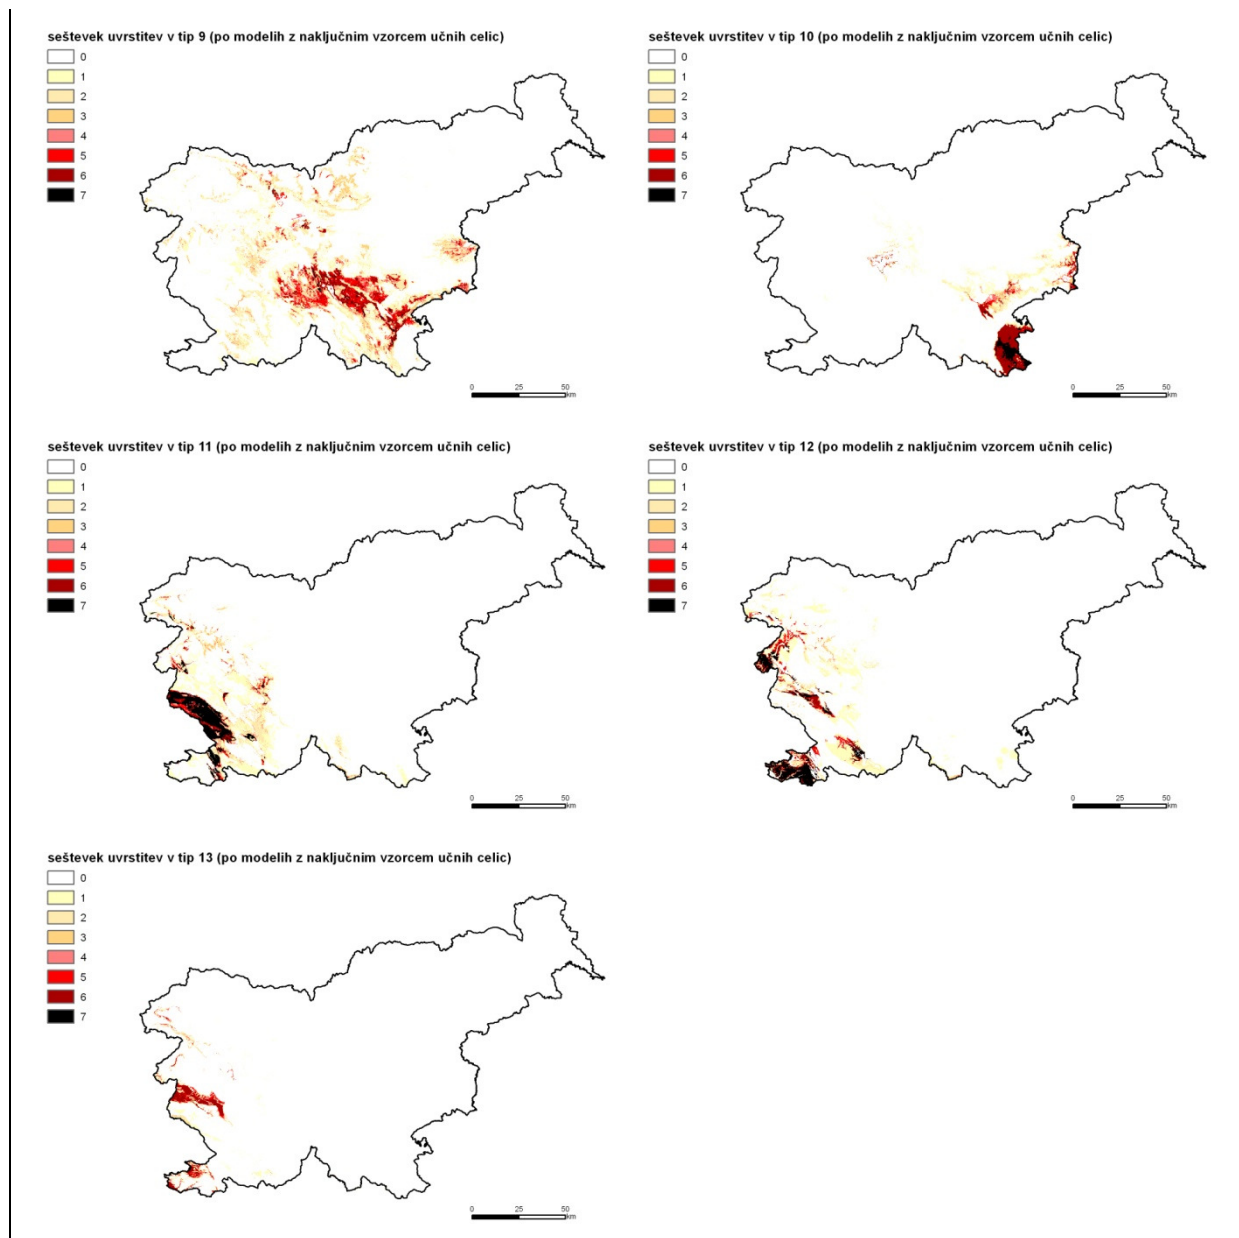 seštevek uvrstitev v tip 9 (po modelih z naključnim vzorcem učnih celic)
0
1
2
3
4
5
6
7
0 25 50
km
seštevek uvrstitev v tip 10 (po modelih z naključnim vzorcem učnih celic)
0
1
2
3
4
5
6
7
0 25 50
km
seštevek uvrstitev v tip 11 (po modelih z naključnim vzorcem učnih celic)
0
1
2
3
4
5
6
7
0 25 50
km
seštevek uvrstitev v tip 12 (po modelih z naključnim vzorcem učnih celic)
0
1
2
3
4
5
6
7
0 25 50
km
seštevek uvrstitev v tip 13 (po modelih z naključnim vzorcem učnih celic)
0
1
2
3
4
5
6
7
0 25 50
km